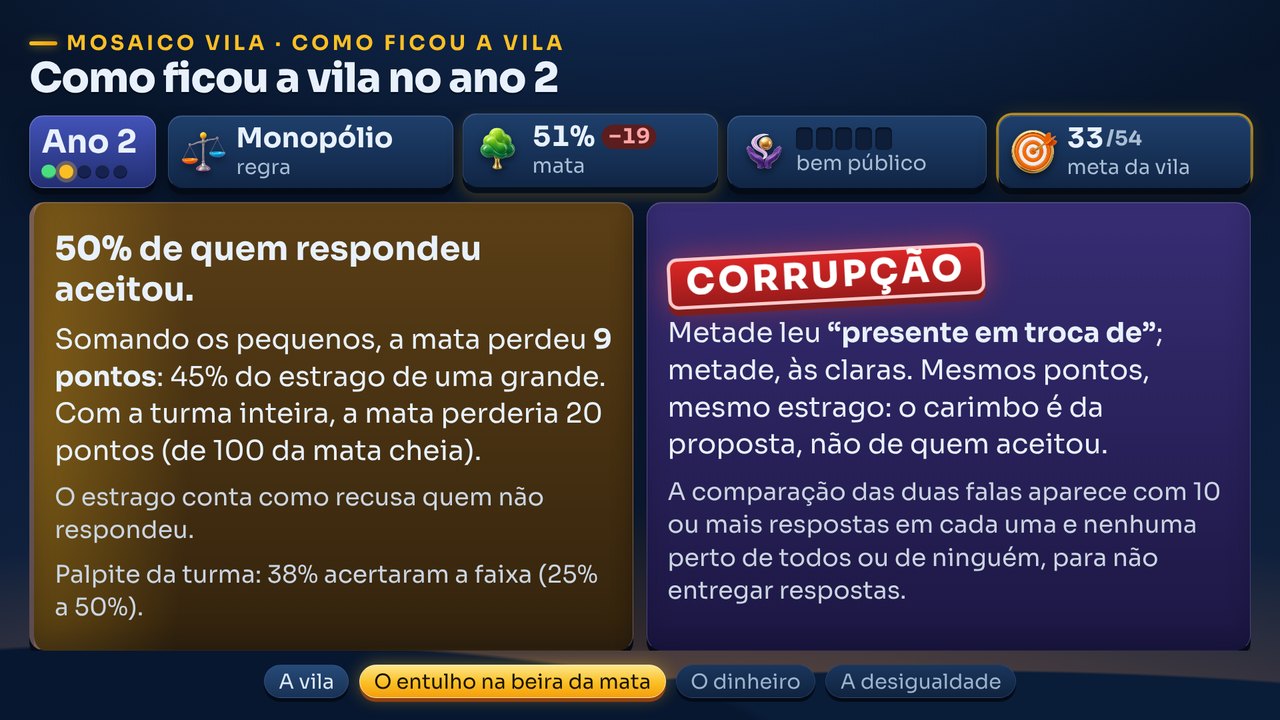 MOSAICO VILA · COMO FICOU A VILA
Como ficou a vila no ano 2
Ano 2
Monopólio
regra
51% −19
mata
bem público
33/54
meta da vila
50% de quem respondeu
aceitou.
Somando os pequenos, a mata perdeu 9
pontos: 45% do estrago de uma grande.
Com a turma inteira, a mata perderia 20
pontos (de 100 da mata cheia).
O estrago conta como recusa quem não
respondeu.
Palpite da turma: 38% acertaram a faixa (25%
a 50%).
CORRUPÇÃO
Metade leu “presente em troca de”;
metade, às claras. Mesmos pontos,
mesmo estrago: o carimbo é da
proposta, não de quem aceitou.
A comparação das duas falas aparece com 10
ou mais respostas em cada uma e nenhuma
perto de todos ou de ninguém, para não
entregar respostas.
A vila
O entulho na beira da mata
O dinheiro
A desigualdade